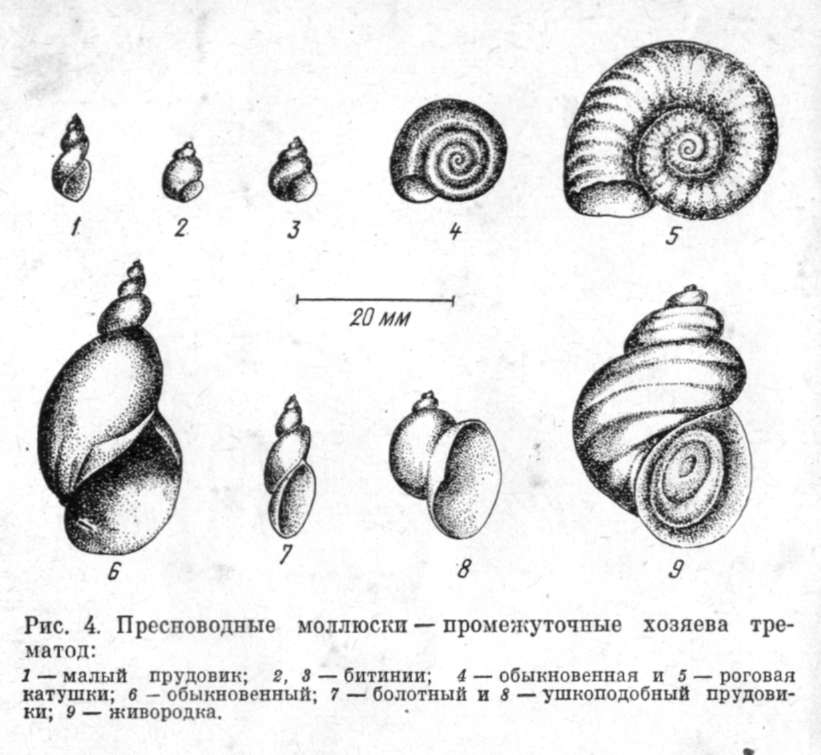 1 2 3 4 5
20 мм
6 7 8 9
Рис. 4. Пресноводные моллюски — промежуточные хозяева тре-
матод:
1 — малый прудовик; 2, 3 — битинии; 4 — обыкновенная и 5 — роговая
катушки; 6 — обыкновенный; 7 — болотный и 8 — ушкоподобный прудови-
ки; 9 — живородка.